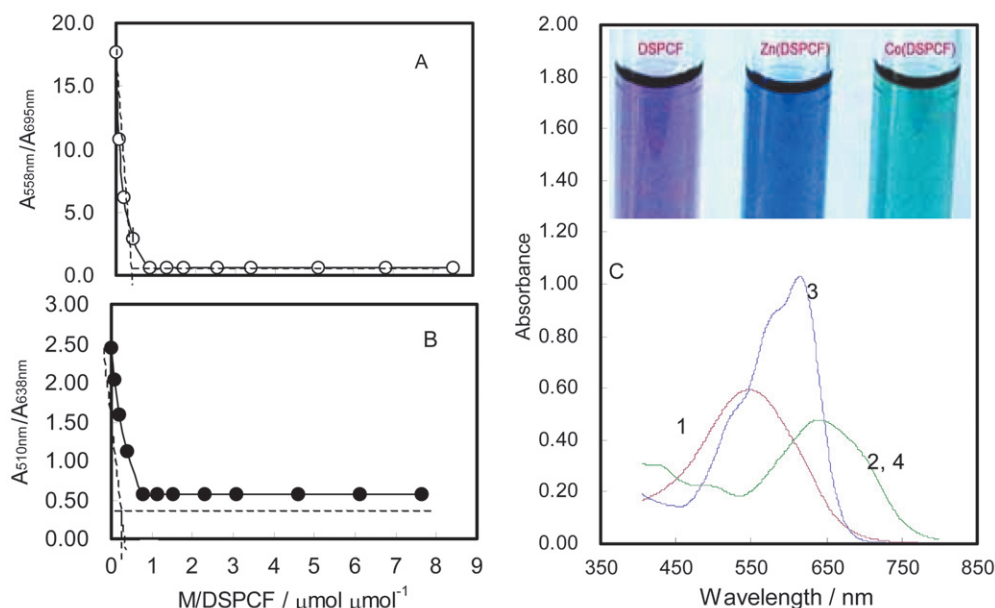 A
20.0
15.0
10.0
5.0
0.0
A558nm/A695nm
B
3.00
2.50
2.00
1.50
1.00
0.50
0.00
A510nm/A638nm
0 1 2 3 4 5 6 7 8 9
M/DSPCF / μmol μmol⁻¹
2.00
1.80
1.60
1.40
1.20
1.00
0.80
0.60
0.40
0.20
0.00
Absorbance
DSPCF Zn(DSPCF) Co(DSPCF)
C
3
1
2, 4
350 450 550 650 750 850
Wavelength / nm